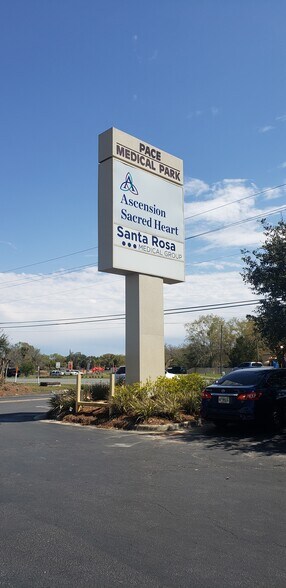 PACE
MEDICAL PARK
Ascension
Sacred Heart
Santa Rosa
MEDICAL GROUP